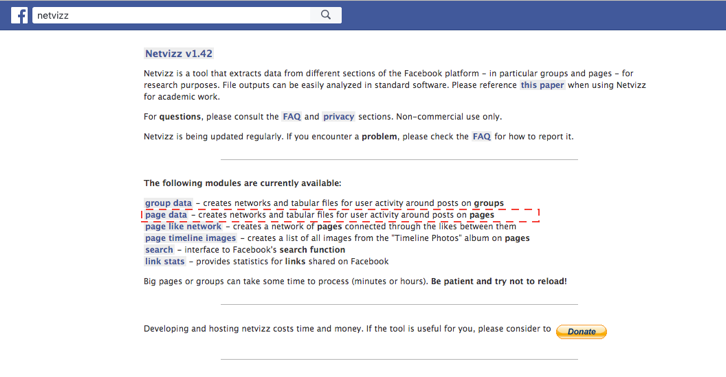 netvizz
Netvizz v1.42
Netvizz is a tool that extracts data from different sections of the Facebook platform - in particular groups and pages - for
research purposes. File outputs can be easily analyzed in standard software. Please reference this paper when using Netvizz
for academic work.
For questions, please consult the FAQ and privacy sections. Non-commercial use only.
Netvizz is being updated regularly. If you encounter a problem, please check the FAQ for how to report it.
The following modules are currently available:
group data - creates networks and tabular files for user activity around posts on groups
page data - creates networks and tabular files for user activity around posts on pages
page like network - creates a network of pages connected through the likes between them
page timeline images - creates a list of all images from the "Timeline Photos" album on pages
search - interface to Facebook's search function
link stats - provides statistics for links shared on Facebook
Big pages or groups can take some time to process (minutes or hours). Be patient and try not to reload!
Developing and hosting netvizz costs time and money. If the tool is useful for you, please consider to Donate